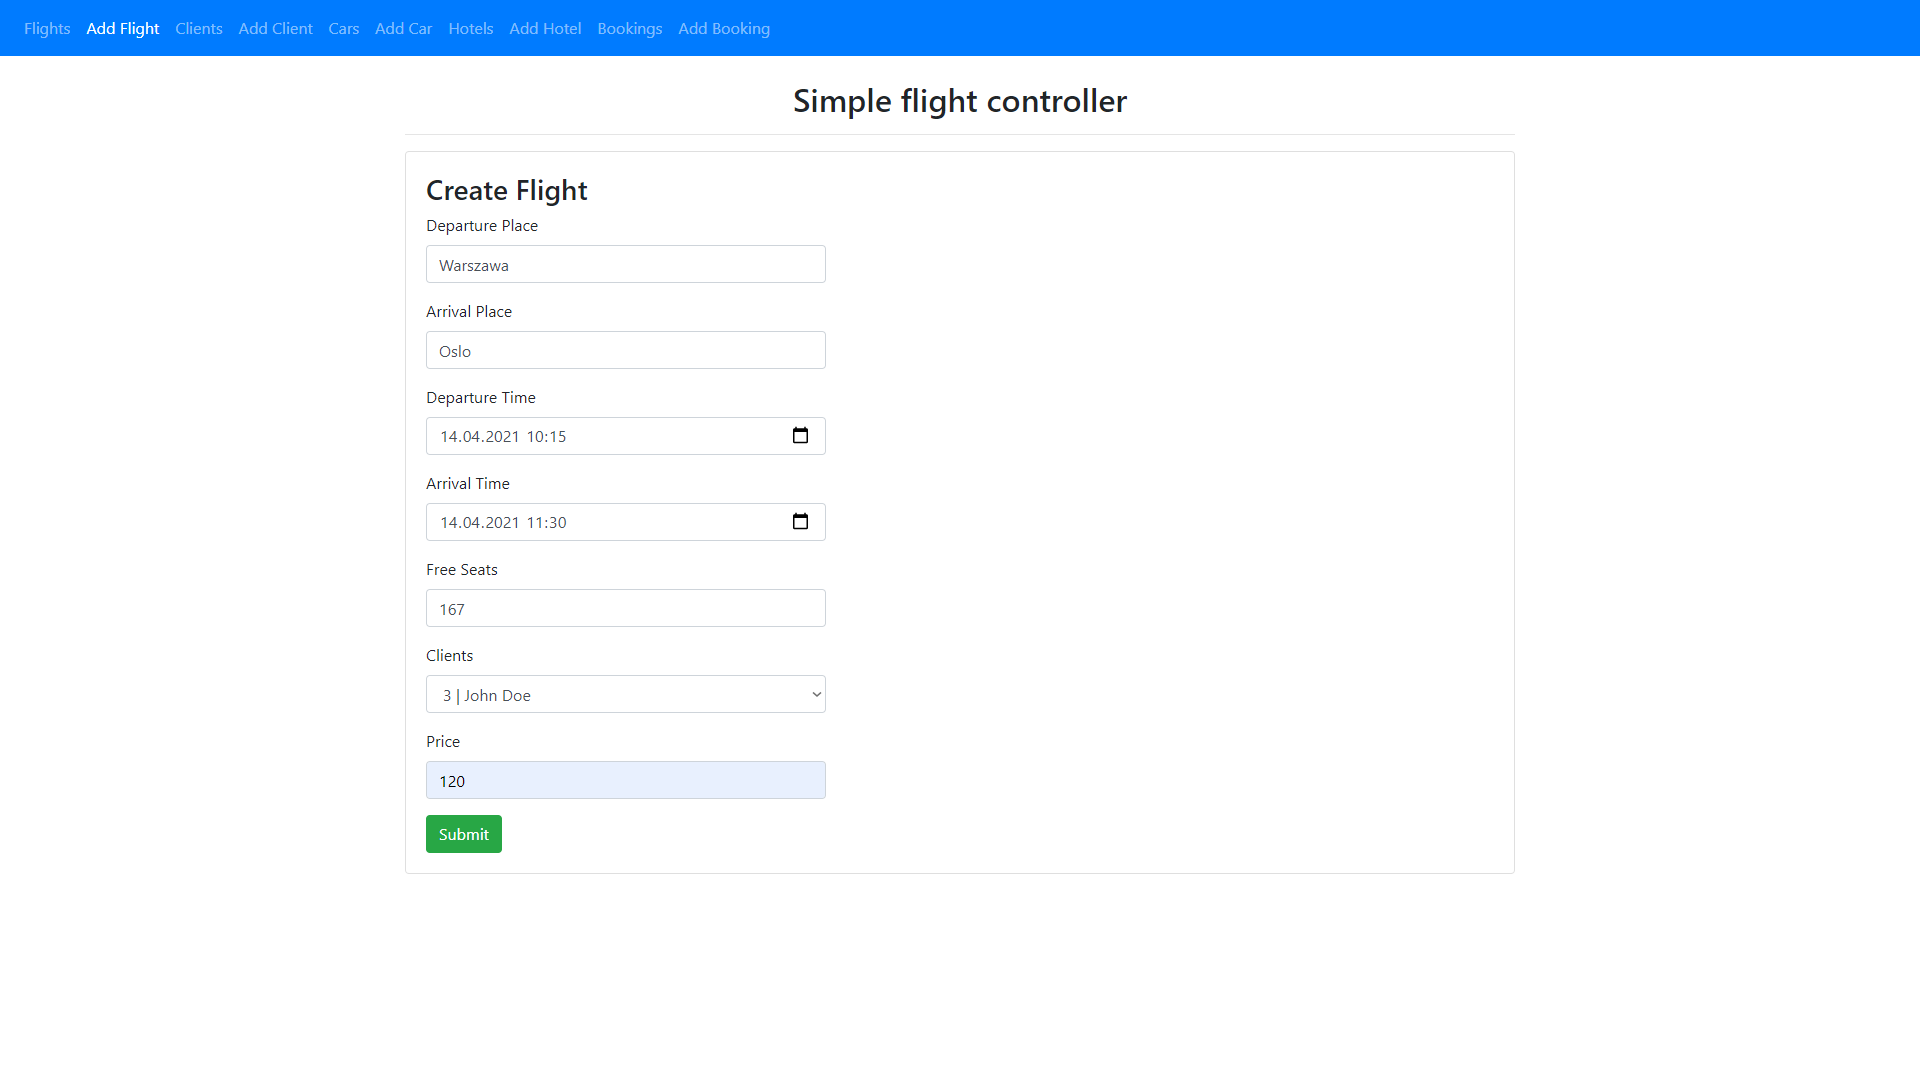 Flights Add Flight Clients Add Client Cars Add Car Hotels Add Hotel Bookings Add Booking
Simple flight controller
Create Flight
Departure Place
Warszawa
Arrival Place
Oslo
Departure Time
14.04.2021 10:15
Arrival Time
14.04.2021 11:30
Free Seats
167
Clients
3 | John Doe
Price
120
Submit